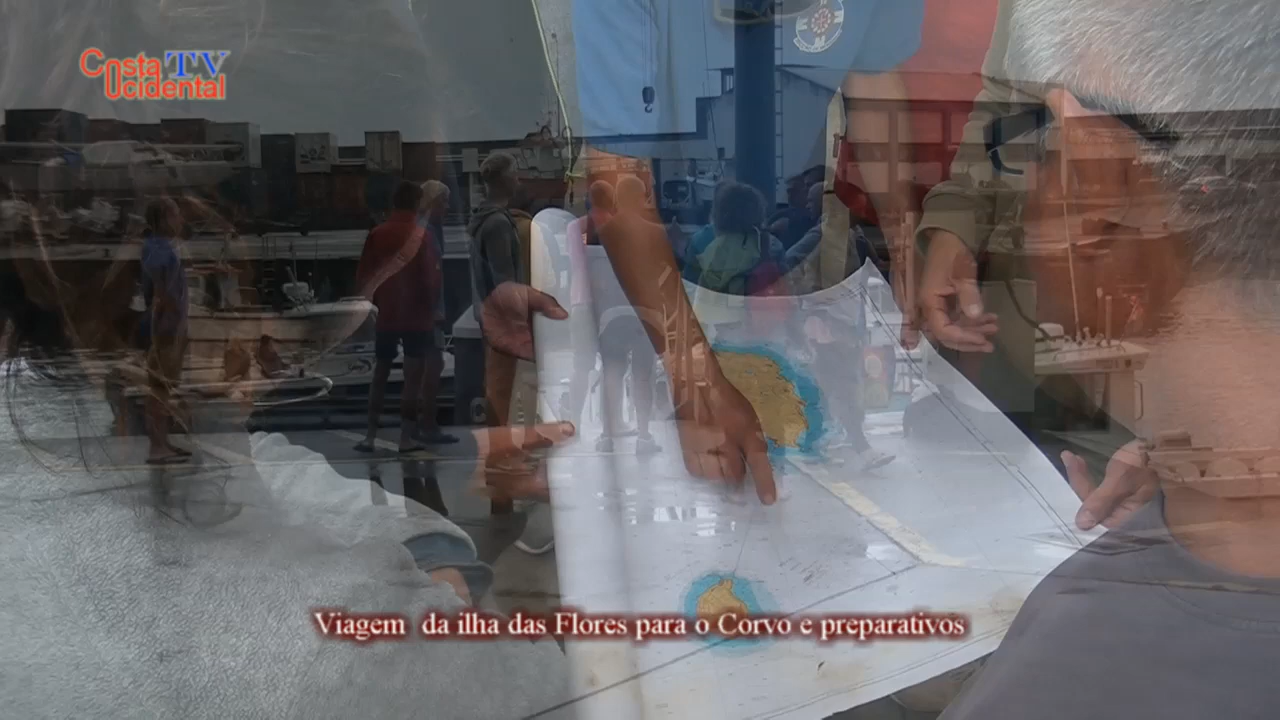 Costa TV
Ocidental
Viagem da ilha das Flores para o Corvo e preparativos